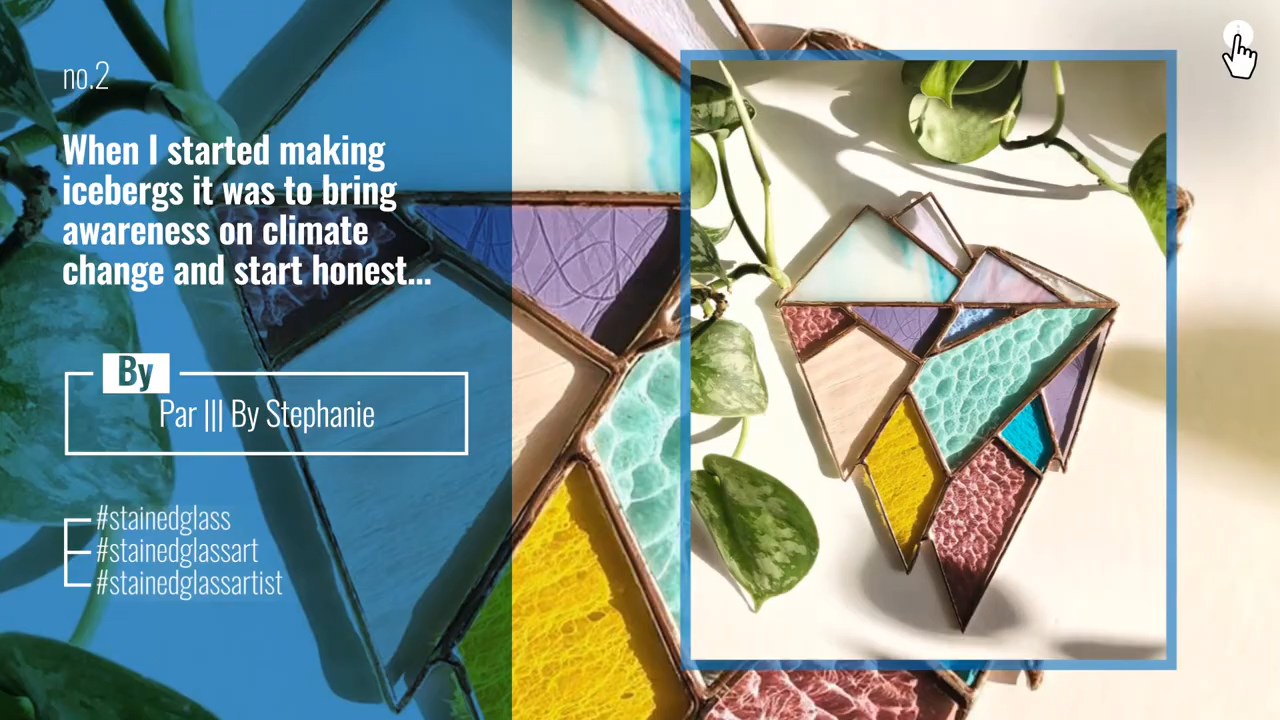 no.2
When I started making
icebergs it was to bring
awareness on climate
change and start honest...
By
Par ||| By Stephanie
#stainedglass
#stainedglassart
#stainedglassartist